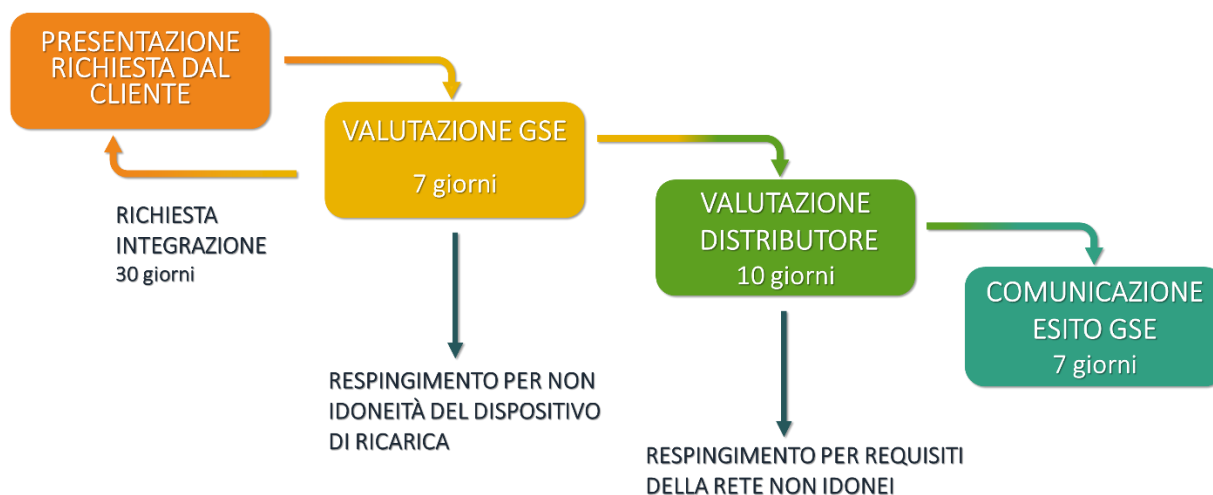 PRESENTAZIONE
RICHIESTA DAL
CLIENTE
VALUTAZIONE GSE
7 giorni
RICHIESTA
INTEGRAZIONE
30 giorni
VALUTAZIONE
DISTRIBUTORE
10 giorni
COMUNICAZIONE
ESITO GSE
7 giorni
RESPINGIMENTO PER NON
IDONEITÀ DEL DISPOSITIVO
DI RICARICA
RESPINGIMENTO PER REQUISITI
DELLA RETE NON IDONEI